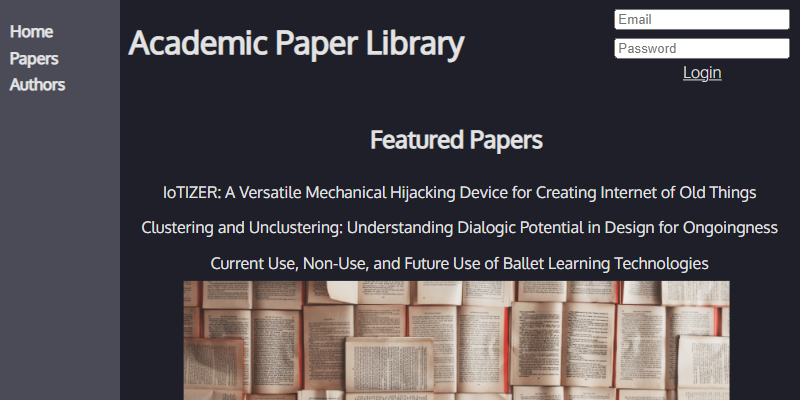 Home
Papers
Authors
Academic Paper Library
Email
Password
Login
Featured Papers
IoTIZER: A Versatile Mechanical Hijacking Device for Creating Internet of Old Things
Clustering and Unclustering: Understanding Dialogic Potential in Design for Ongoingness
Current Use, Non-Use, and Future Use of Ballet Learning Technologies